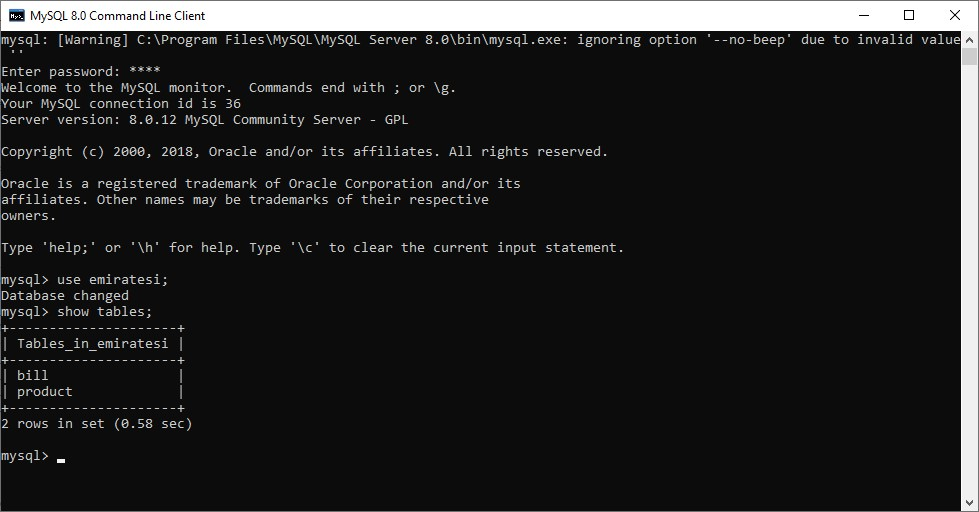 MySQL 8.0 Command Line Client
mysql: [Warning] C:\Program Files\MySQL\MySQL Server 8.0\bin\mysql.exe: ignoring option '--no-beep' due to invalid value
 ''
Enter password: ****
Welcome to the MySQL monitor.  Commands end with ; or \g.
Your MySQL connection id is 36
Server version: 8.0.12 MySQL Community Server - GPL
Copyright (c) 2000, 2018, Oracle and/or its affiliates. All rights reserved.
Oracle is a registered trademark of Oracle Corporation and/or its
affiliates. Other names may be trademarks of their respective
owners.
Type 'help;' or '\h' for help. Type '\c' to clear the current input statement.
mysql> use emiratesi;
Database changed
mysql> show tables;
+---------------------+
| Tables_in_emiratesi |
+---------------------+
| bill                |
| product             |
+---------------------+
2 rows in set (0.58 sec)
mysql> _